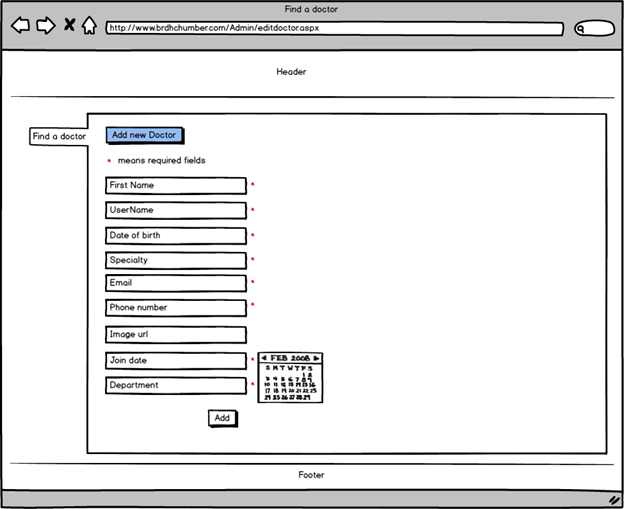 Find a doctor
http://www.brdhchumber.com/Admin/editdoctor.aspx
Header
Find a doctor
Add new Doctor
* means required fields
First Name *
UserName *
Date of birth *
Specialty *
Email *
Phone number *
Image url
Join date *
FEB 2008
S M T W T F S
1 2
3 4 5 6 7 8 9
10 11 12 13 14 15 16
17 18 19 20 21 22 23
24 25 26 27 28 29
Department *
Add
Footer